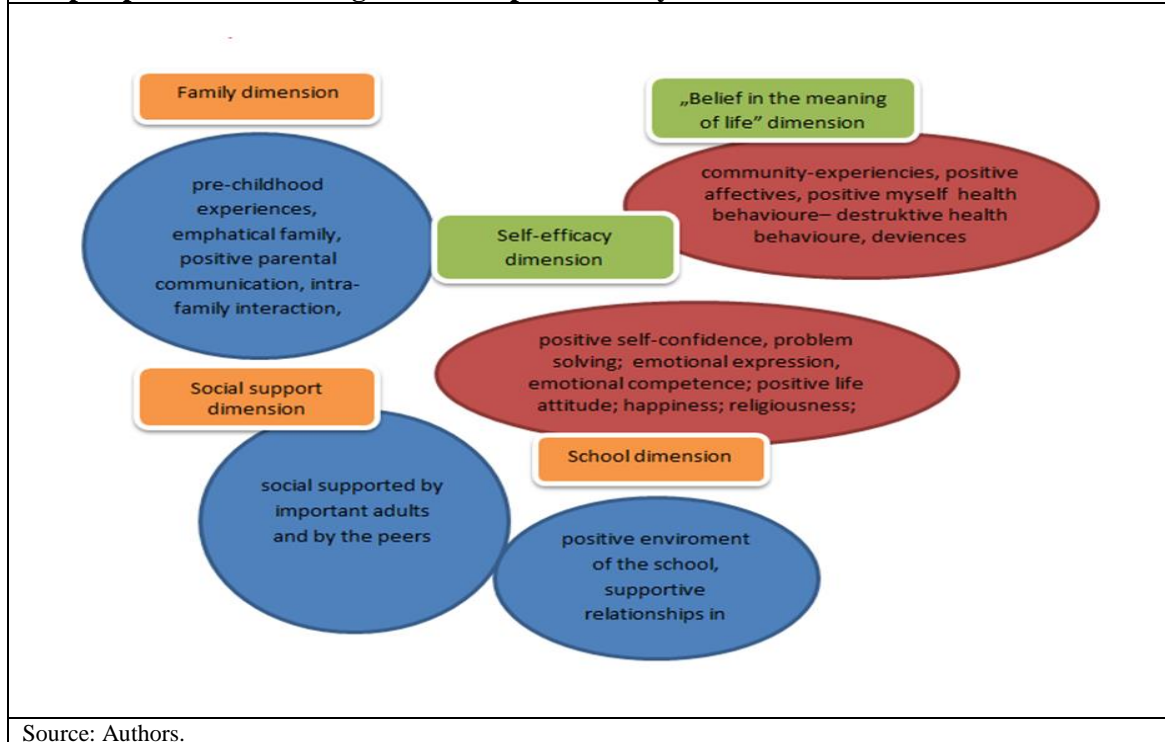 Family dimension
pre-childhood
experiences,
emphatical family,
positive parental
communication, intra-
family interaction,
„Belief in the meaning
of life” dimension
community-experiencies, positive
affectives, positive myself health
behavioure– destruktive health
behavioure, deviences
Self-efficacy
dimension
positive self-confidence, problem
solving; emotional expression,
emotional competence; positive life
attitude; happiness; religiousness;
Social support
dimension
social supported by
important adults
and by the peers
School dimension
positive enviroment
of the school,
supportive
relationships in
Source: Authors.